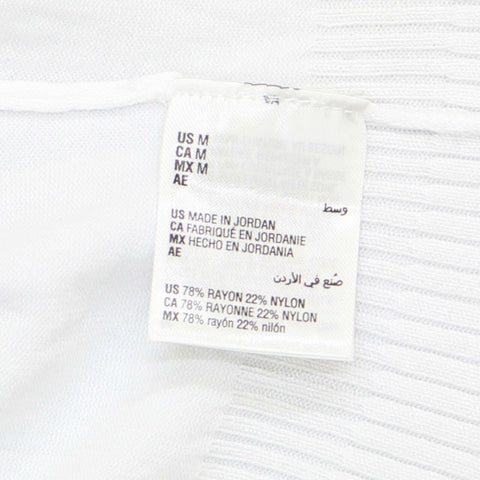 US M
CA M
MX M
AE
وسط
US MADE IN JORDAN
CA FABRIQUÉ EN JORDANIE
MX HECHO EN JORDANIA
AE
صُنع في الأردن
US 78% RAYON 22% NYLON
CA 78% RAYONNE 22% NYLON
MX 78% rayón 22% nilón